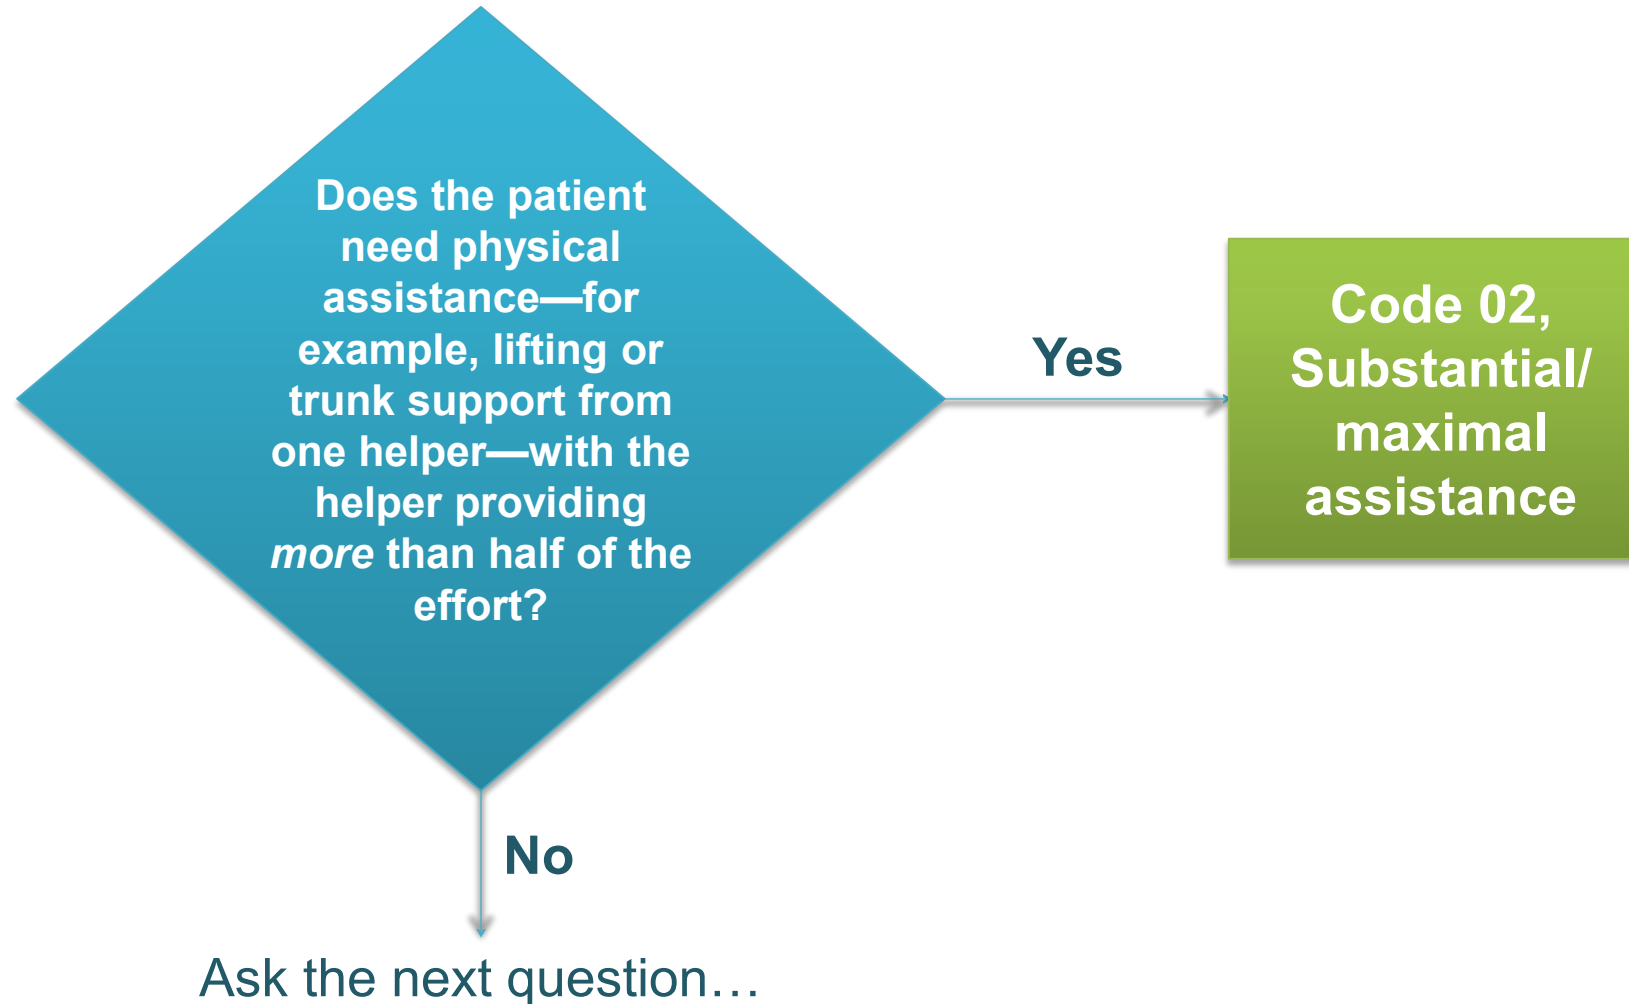 Does the patient
need physical
assistance—for
example, lifting or
trunk support from
one helper—with the
helper providing
more than half of the
effort?
Yes
Code 02,
Substantial/
maximal
assistance
No
Ask the next question…